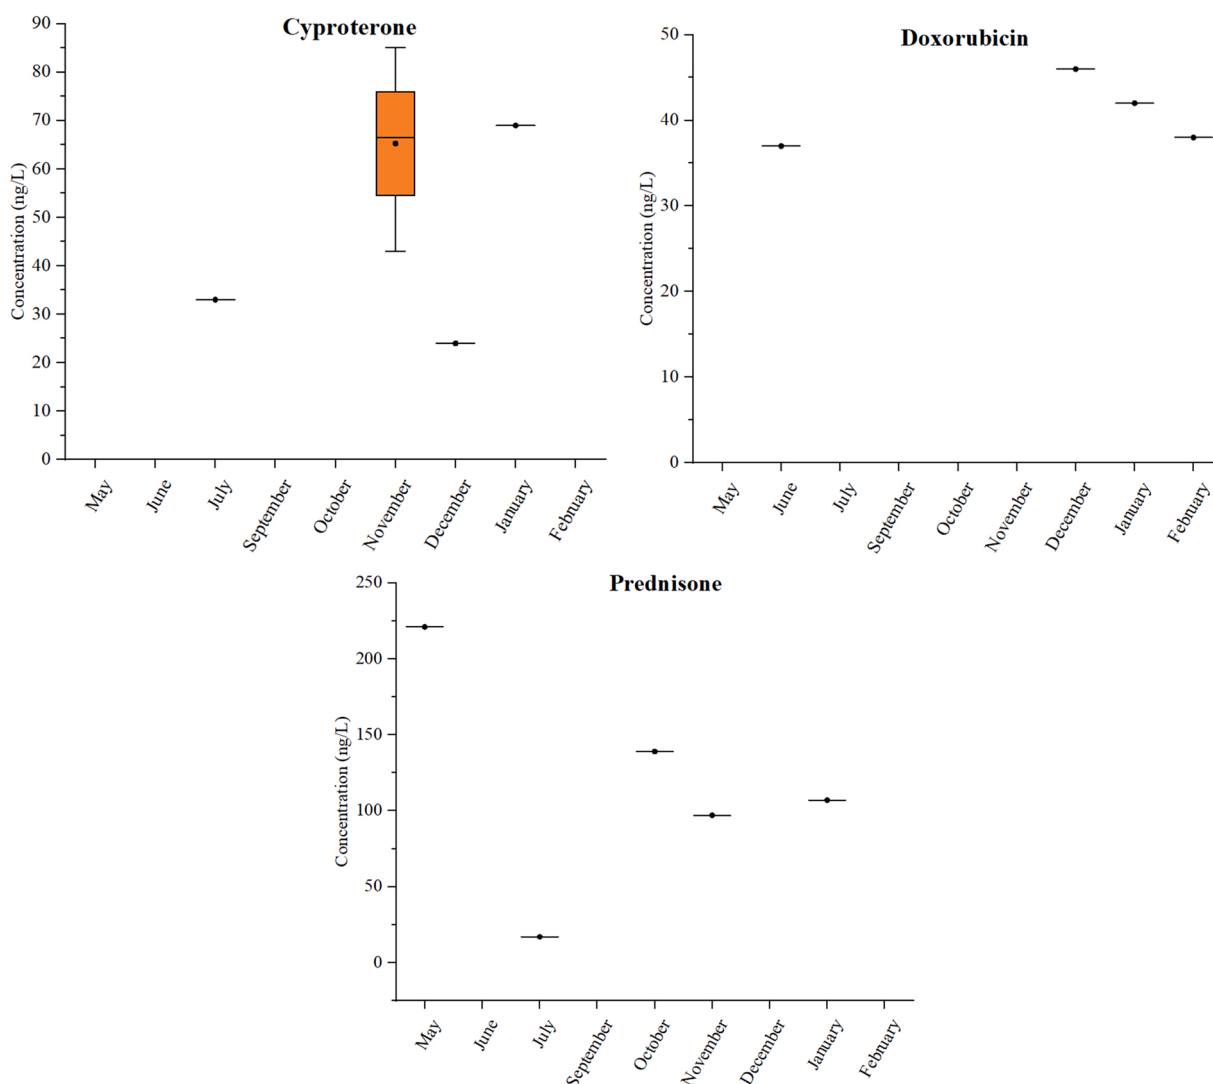 Cyproterone
Concentration (ng/L)
90
80
70
60
50
40
30
20
10
0
May
June
July
September
October
November
December
January
February
Doxorubicin
Concentration (ng/L)
50
40
30
20
10
0
May
June
July
September
October
November
December
January
February
Prednisone
Concentration (ng/L)
250
200
150
100
50
0
May
June
July
September
October
November
December
January
February